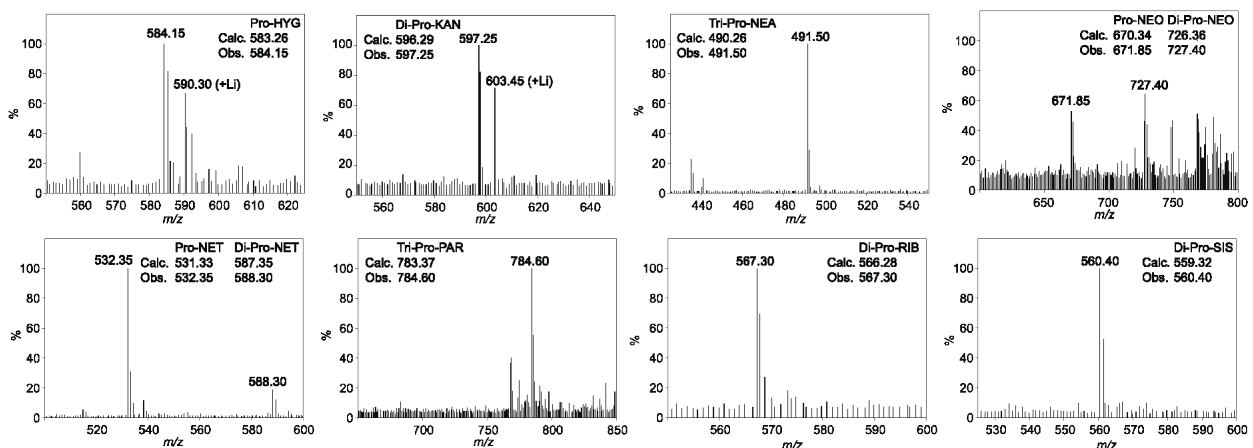 Pro-HYG
Calc. 583.26
Obs. 584.15
584.15
590.30 (+Li)
100
80
60
40
20
0
%
560 570 580 590 600 610 620
m/z
Di-Pro-KAN
Calc. 596.29
Obs. 597.25
597.25
603.45 (+Li)
100
80
60
40
20
0
%
560 580 600 620 640
m/z
Tri-Pro-NEA
Calc. 490.26
Obs. 491.50
491.50
100
80
60
40
20
0
%
440 460 480 500 520 540
m/z
Pro-NEO Di-Pro-NEO
Calc. 670.34 726.36
Obs. 671.85 727.40
671.85
727.40
100
80
60
40
20
0
%
650 700 750 800
m/z
Pro-NET Di-Pro-NET
Calc. 531.33 587.35
Obs. 532.35 588.30
532.35
588.30
100
80
60
40
20
0
%
520 540 560 580 600
m/z
Tri-Pro-PAR
Calc. 783.37
Obs. 784.60
784.60
100
80
60
40
20
0
%
700 750 800 850
m/z
Di-Pro-RIB
Calc. 566.28
Obs. 567.30
567.30
100
80
60
40
20
0
%
560 570 580 590 600
m/z
Di-Pro-SIS
Calc. 559.32
Obs. 560.40
560.40
100
80
60
40
20
0
%
530 540 550 560 570 580 590 600
m/z